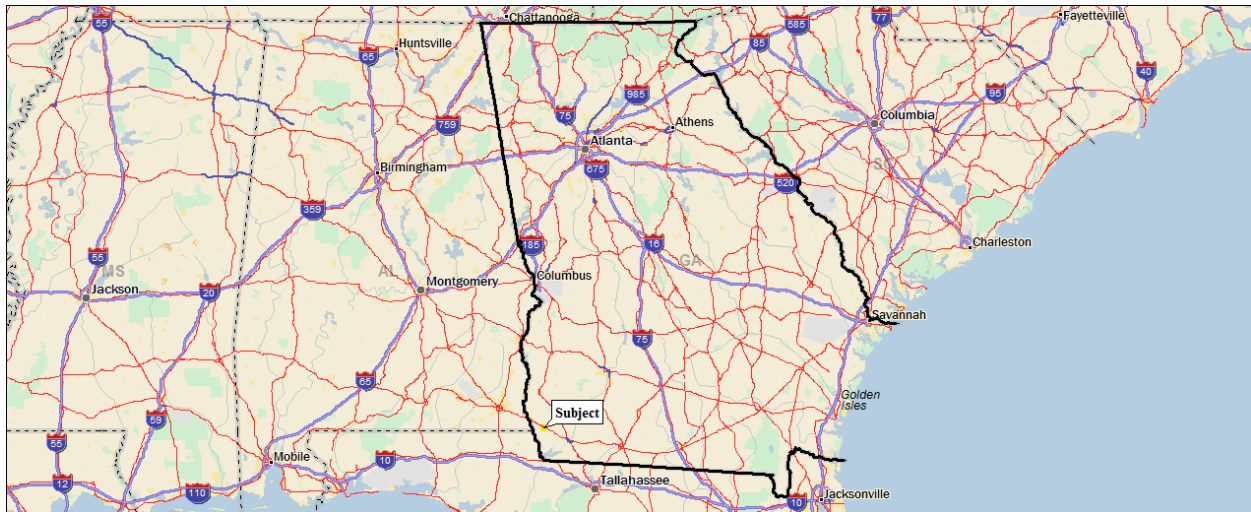 55
Chattanooga
NC
77
Fayetteville
585
85
65
Huntsville
40
985
95
75
759
Columbia
Athens
Atlanta
Birmingham
675
SC
520
359
Charleston
185
16
55
MS
AL
GA
Columbus
Montgomery
Jackson
20
Savannah
75
65
Golden
Isles
Subject
59
55
Mobile
10
12
110
Tallahassee
10
Jacksonville